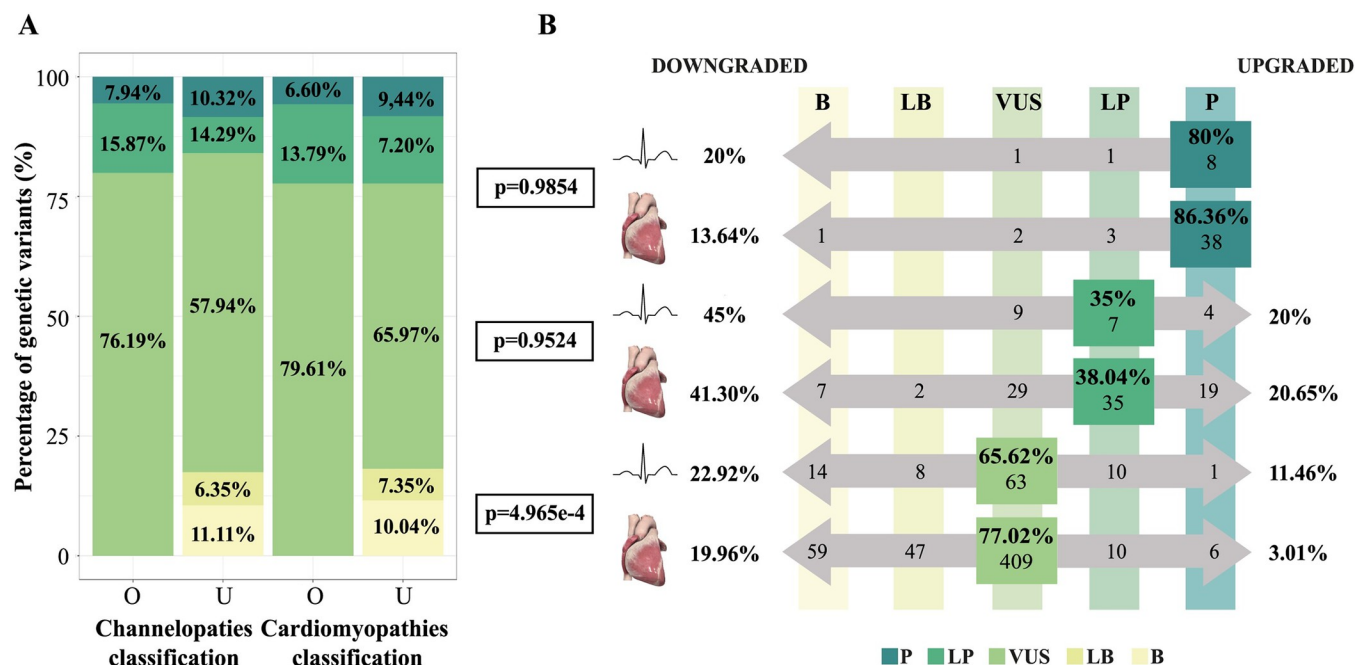 A
Percentage of genetic variants (%)
100
75
50
25
0
7.94%
15.87%
76.19%
10.32%
14.29%
57.94%
6.35%
11.11%
6.60%
13.79%
79.61%
9,44%
7.20%
65.97%
7.35%
10.04%
O U O U
Channelopaties classification
Cardiomyopathies classification
B
DOWNGRADED UPGRADED
B LB VUS LP P
p=0.9854
20% 1 1 80% 8
13.64% 1 2 3 86.36% 38
p=0.9524
45% 9 35% 7 4 20%
41.30% 7 2 29 38.04% 35 19 20.65%
p=4.965e-4
22.92% 14 8 65.62% 63 10 1 11.46%
19.96% 59 47 77.02% 409 10 6 3.01%
P LP VUS LB B